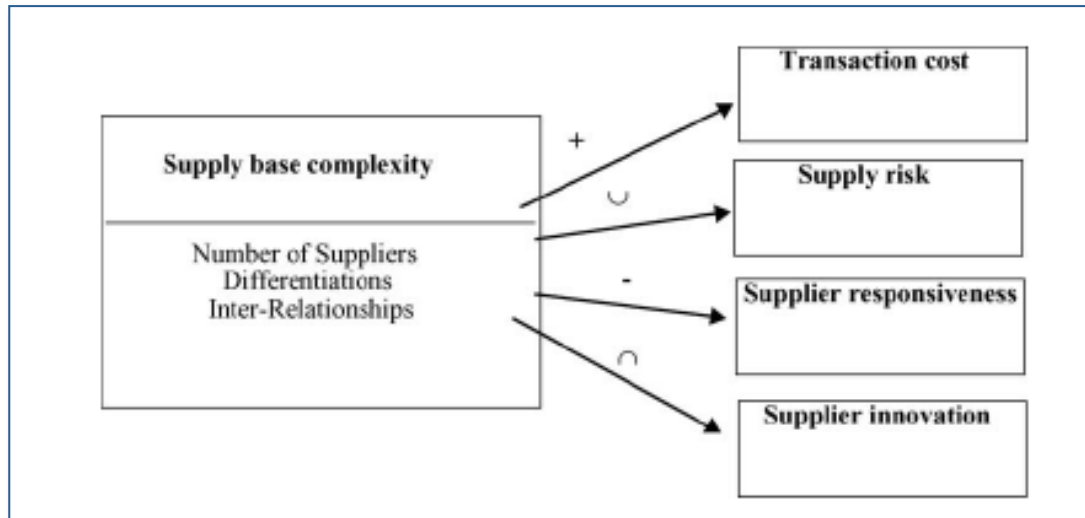 Supply base complexity
Number of Suppliers
Differentiations
Inter-Relationships
+
∪
-
∩
Transaction cost
Supply risk
Supplier responsiveness
Supplier innovation